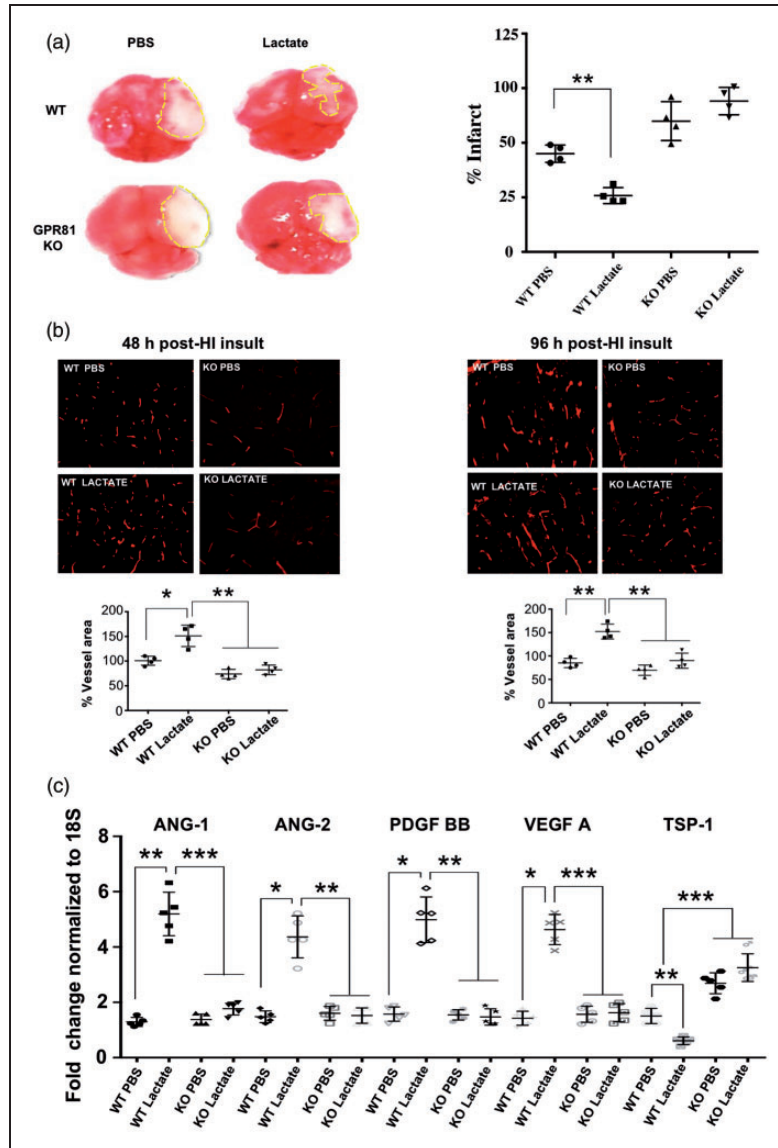 (a)
PBS
Lactate
WT
GPR81
KO
**
% Infarct
125
50
25
0
WT PBS
WT Lactate
KO PBS
KO Lactate
(b)
48 h post-HI insult
WT PBS
KO PBS
WT LACTATE
KO LACTATE
*
**
% Vessel area
200
150
100
50
0
WT PBS
WT Lactate
KO PBS
KO Lactate
96 h post-HI insult
WT PBS
KO PBS
WT LACTATE
KO LACTATE
**
**
% Vessel area
200
150
100
50
0
WT PBS
WT Lactate
KO PBS
KO Lactate
(c)
Fold change normalized to 18S
8
6
4
2
0
ANG-1
ANG-2
PDGF BB
VEGF A
TSP-1
**
***
*
**
*
**
*
***
***
**
WT PBS
WT Lactate
KO PBS
KO Lactate
WT PBS
WT Lactate
KO PBS
KO Lactate
WT PBS
WT Lactate
KO PBS
KO Lactate
WT PBS
WT Lactate
KO PBS
KO Lactate
WT PBS
WT Lactate
KO PBS
KO Lactate